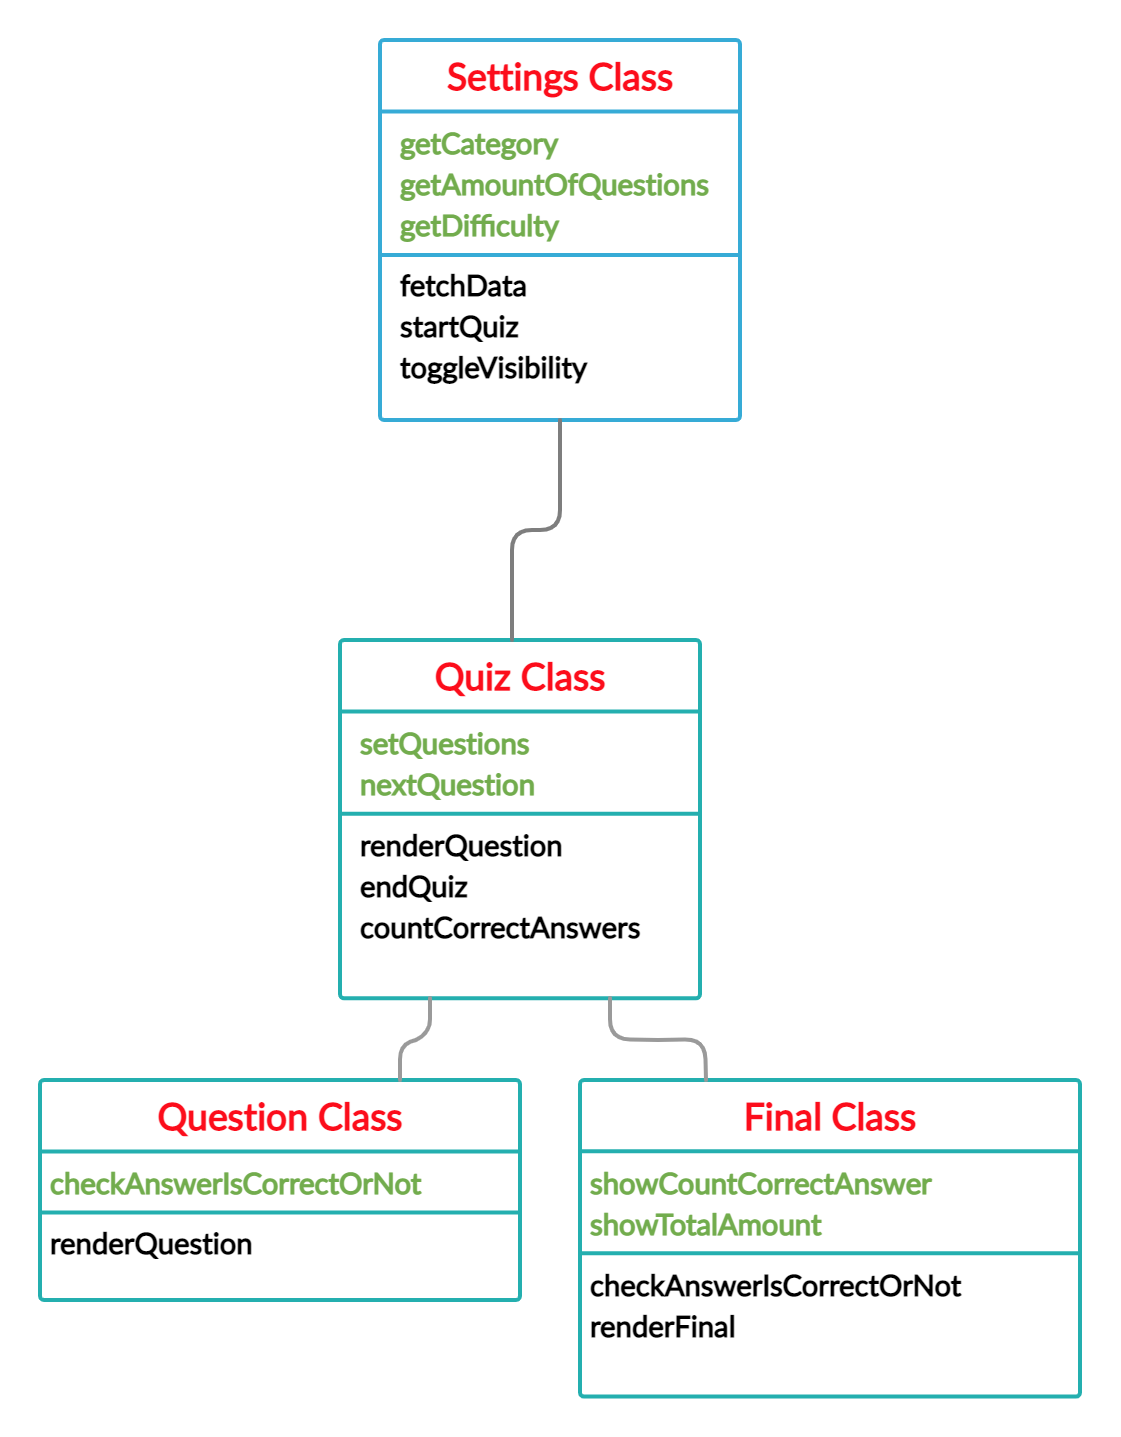 Settings Class
getCategory
getAmountOfQuestions
getDifficulty
fetchData
startQuiz
toggleVisibility
Quiz Class
setQuestions
nextQuestion
renderQuestion
endQuiz
countCorrectAnswers
Question Class
checkAnswerIsCorrectOrNot
renderQuestion
Final Class
showCountCorrectAnswer
showTotalAmount
checkAnswerIsCorrectOrNot
renderFinal